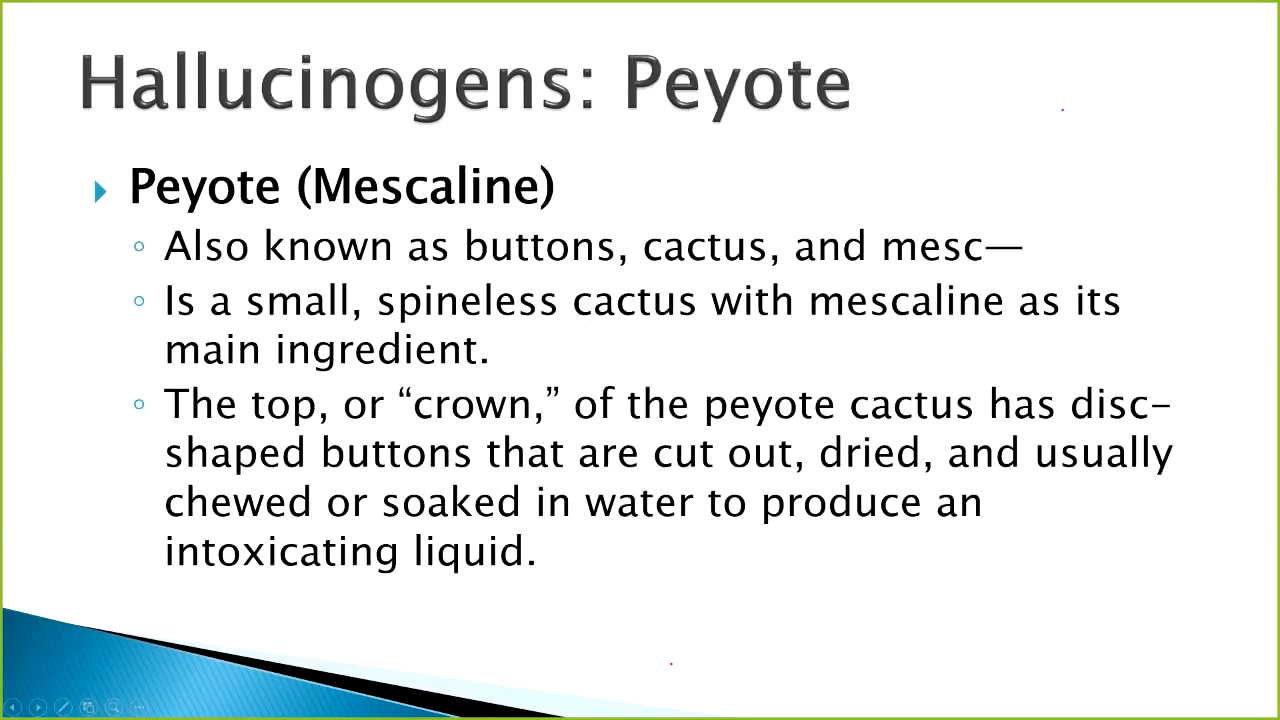 Hallucinogens: Peyote
Peyote (Mescaline)
Also known as buttons, cactus, and mesc—
Is a small, spineless cactus with mescaline as its
main ingredient.
The top, or “crown,” of the peyote cactus has disc-
shaped buttons that are cut out, dried, and usually
chewed or soaked in water to produce an
intoxicating liquid.